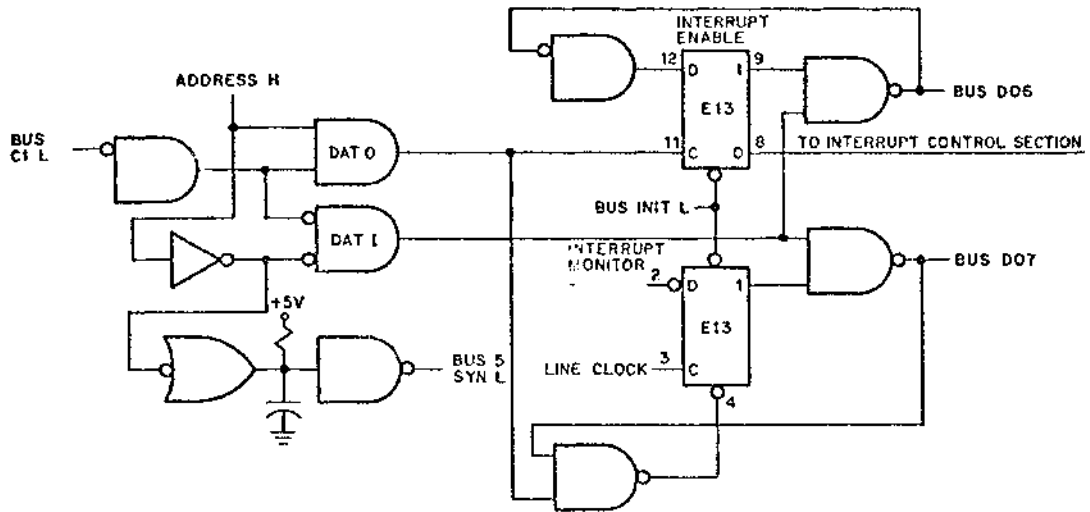 INTERRUPT
ENABLE
ADDRESS H
BUS
C1 L
DAT 0
DAT I
12 D 1 9
E13
11 C 0 8
BUS D06
TO INTERRUPT CONTROL SECTION
BUS INIT L
INTERRUPT
MONITOR
2 D 1
E13
3 C
4
BUS D07
LINE CLOCK
+5V
BUS S
SYN L